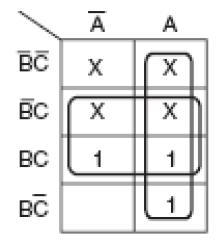 A̅ A
B̅C̅ X X
B̅C X X
BC 1 1
BC̅ 1